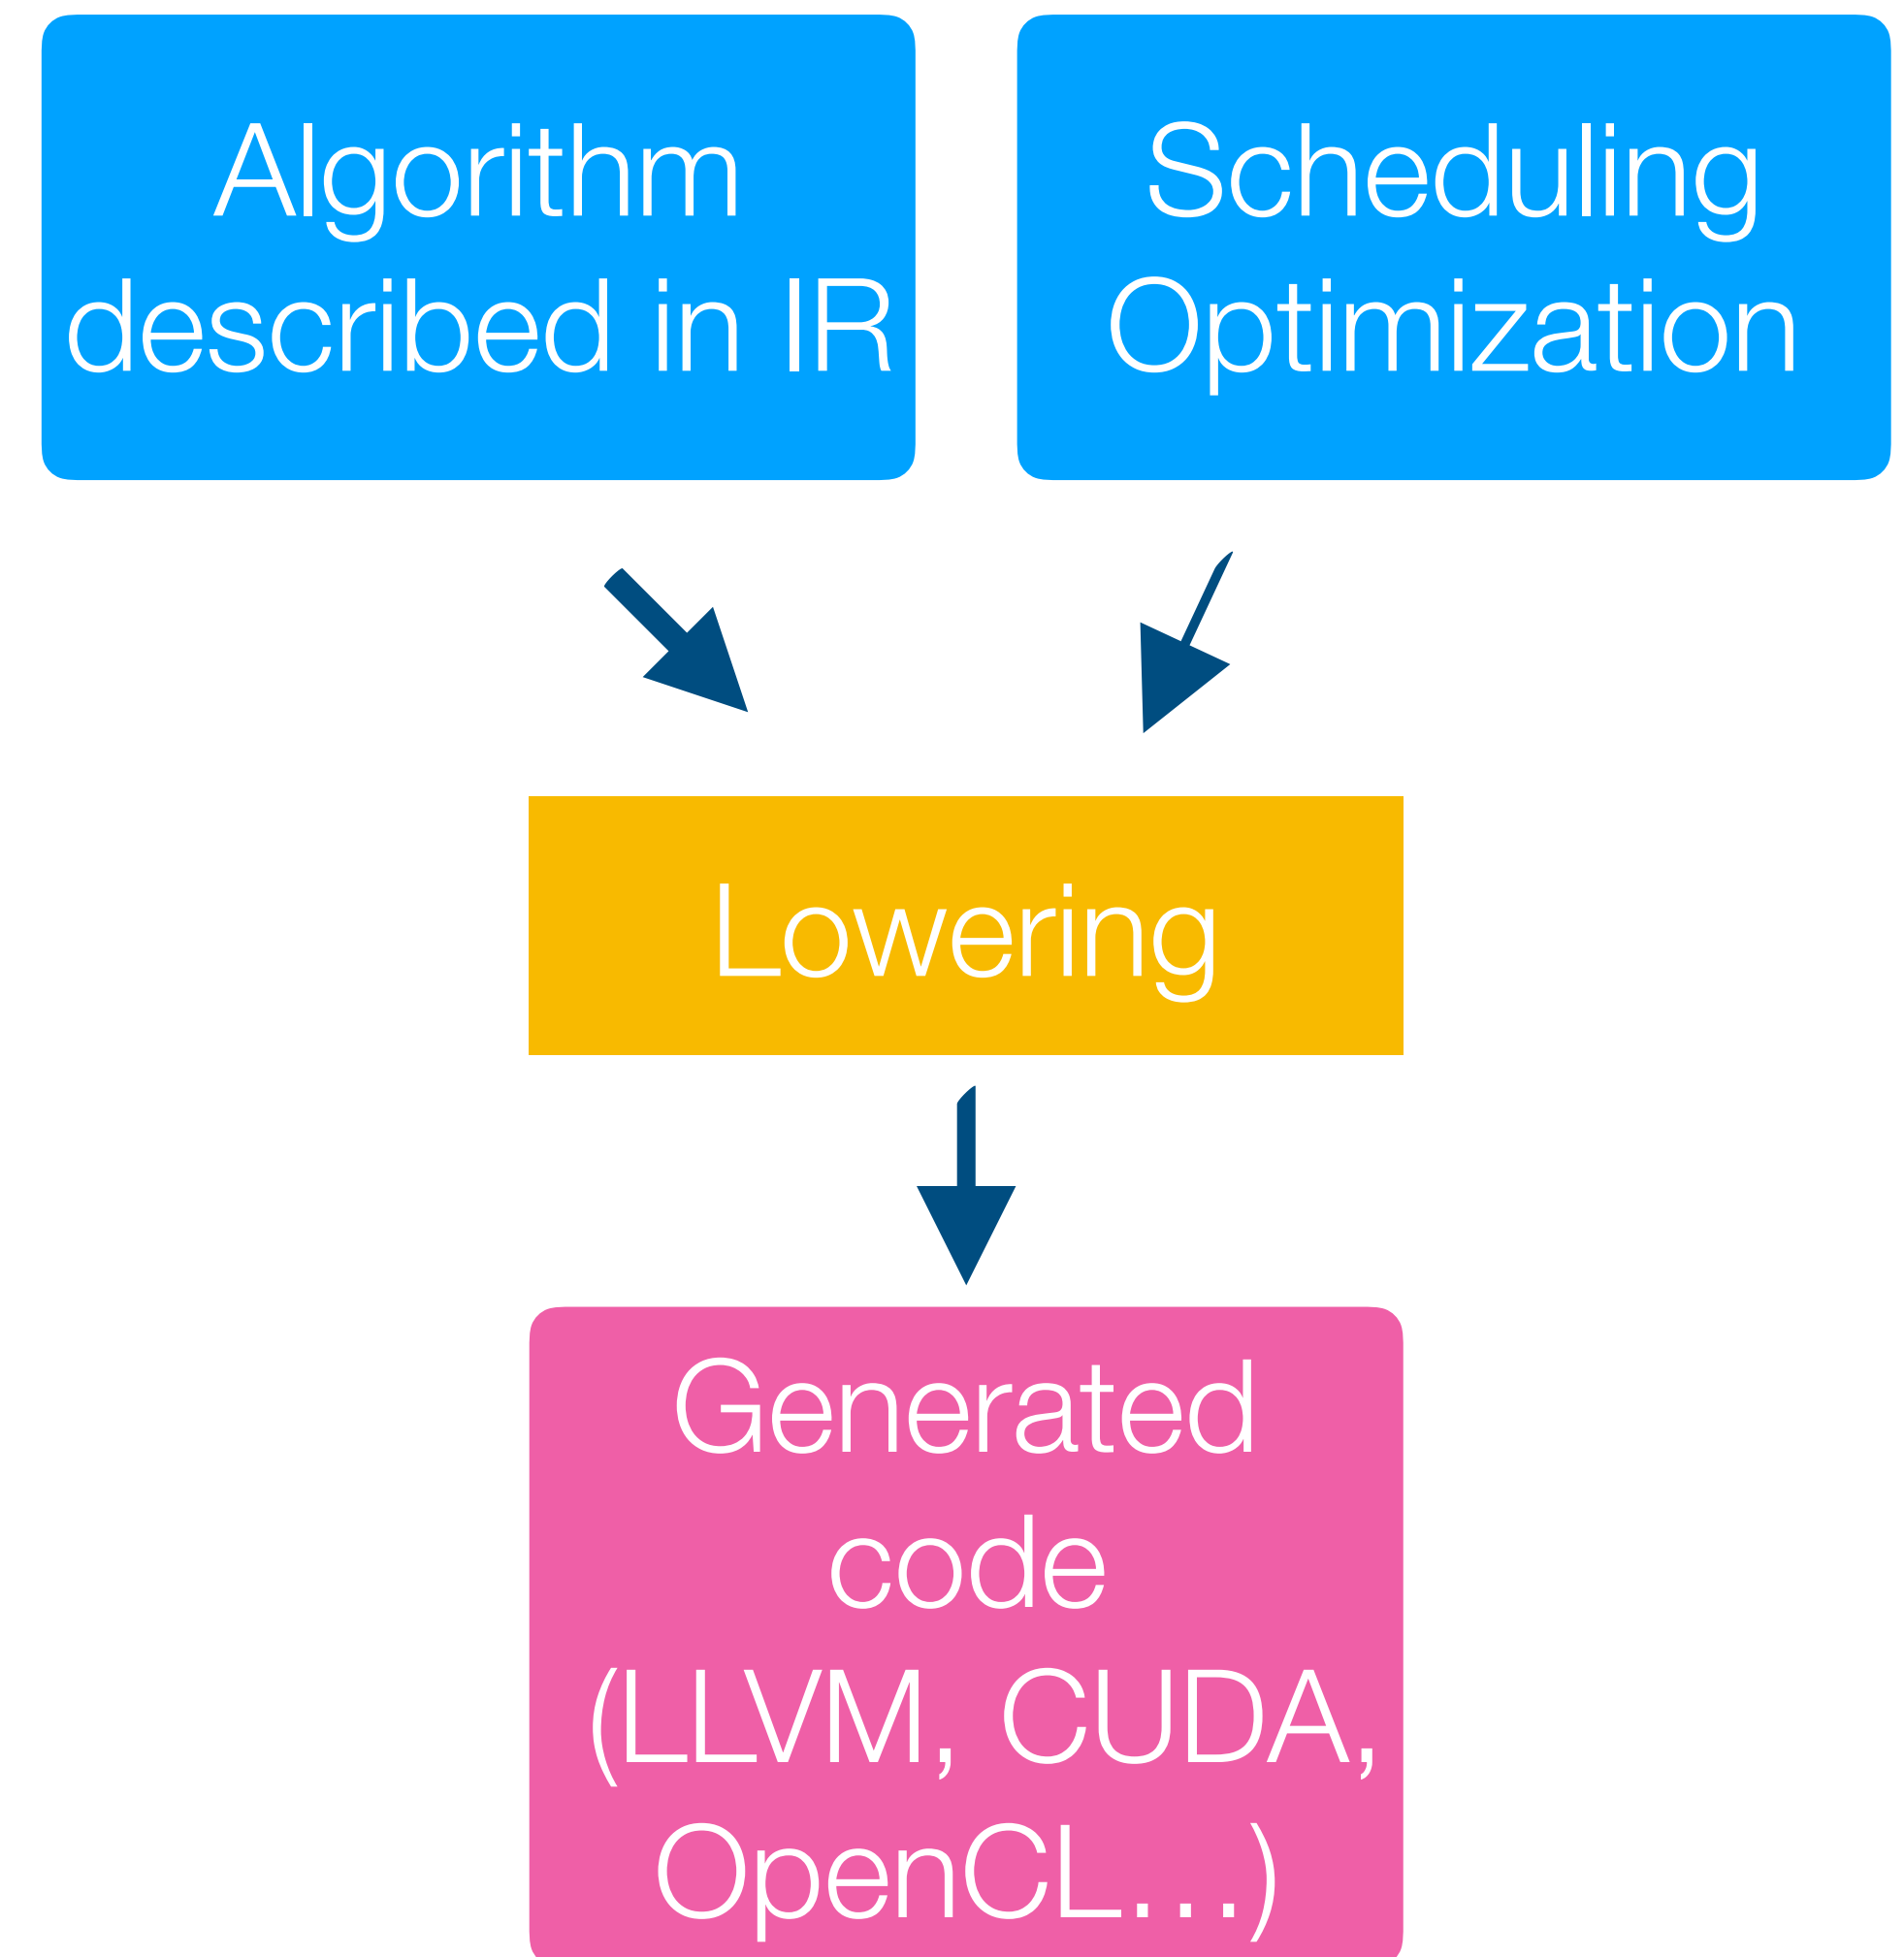 Algorithm
described in IR
Scheduling
Optimization
Lowering
Generated
code
(LLVM, CUDA,
OpenCL...)